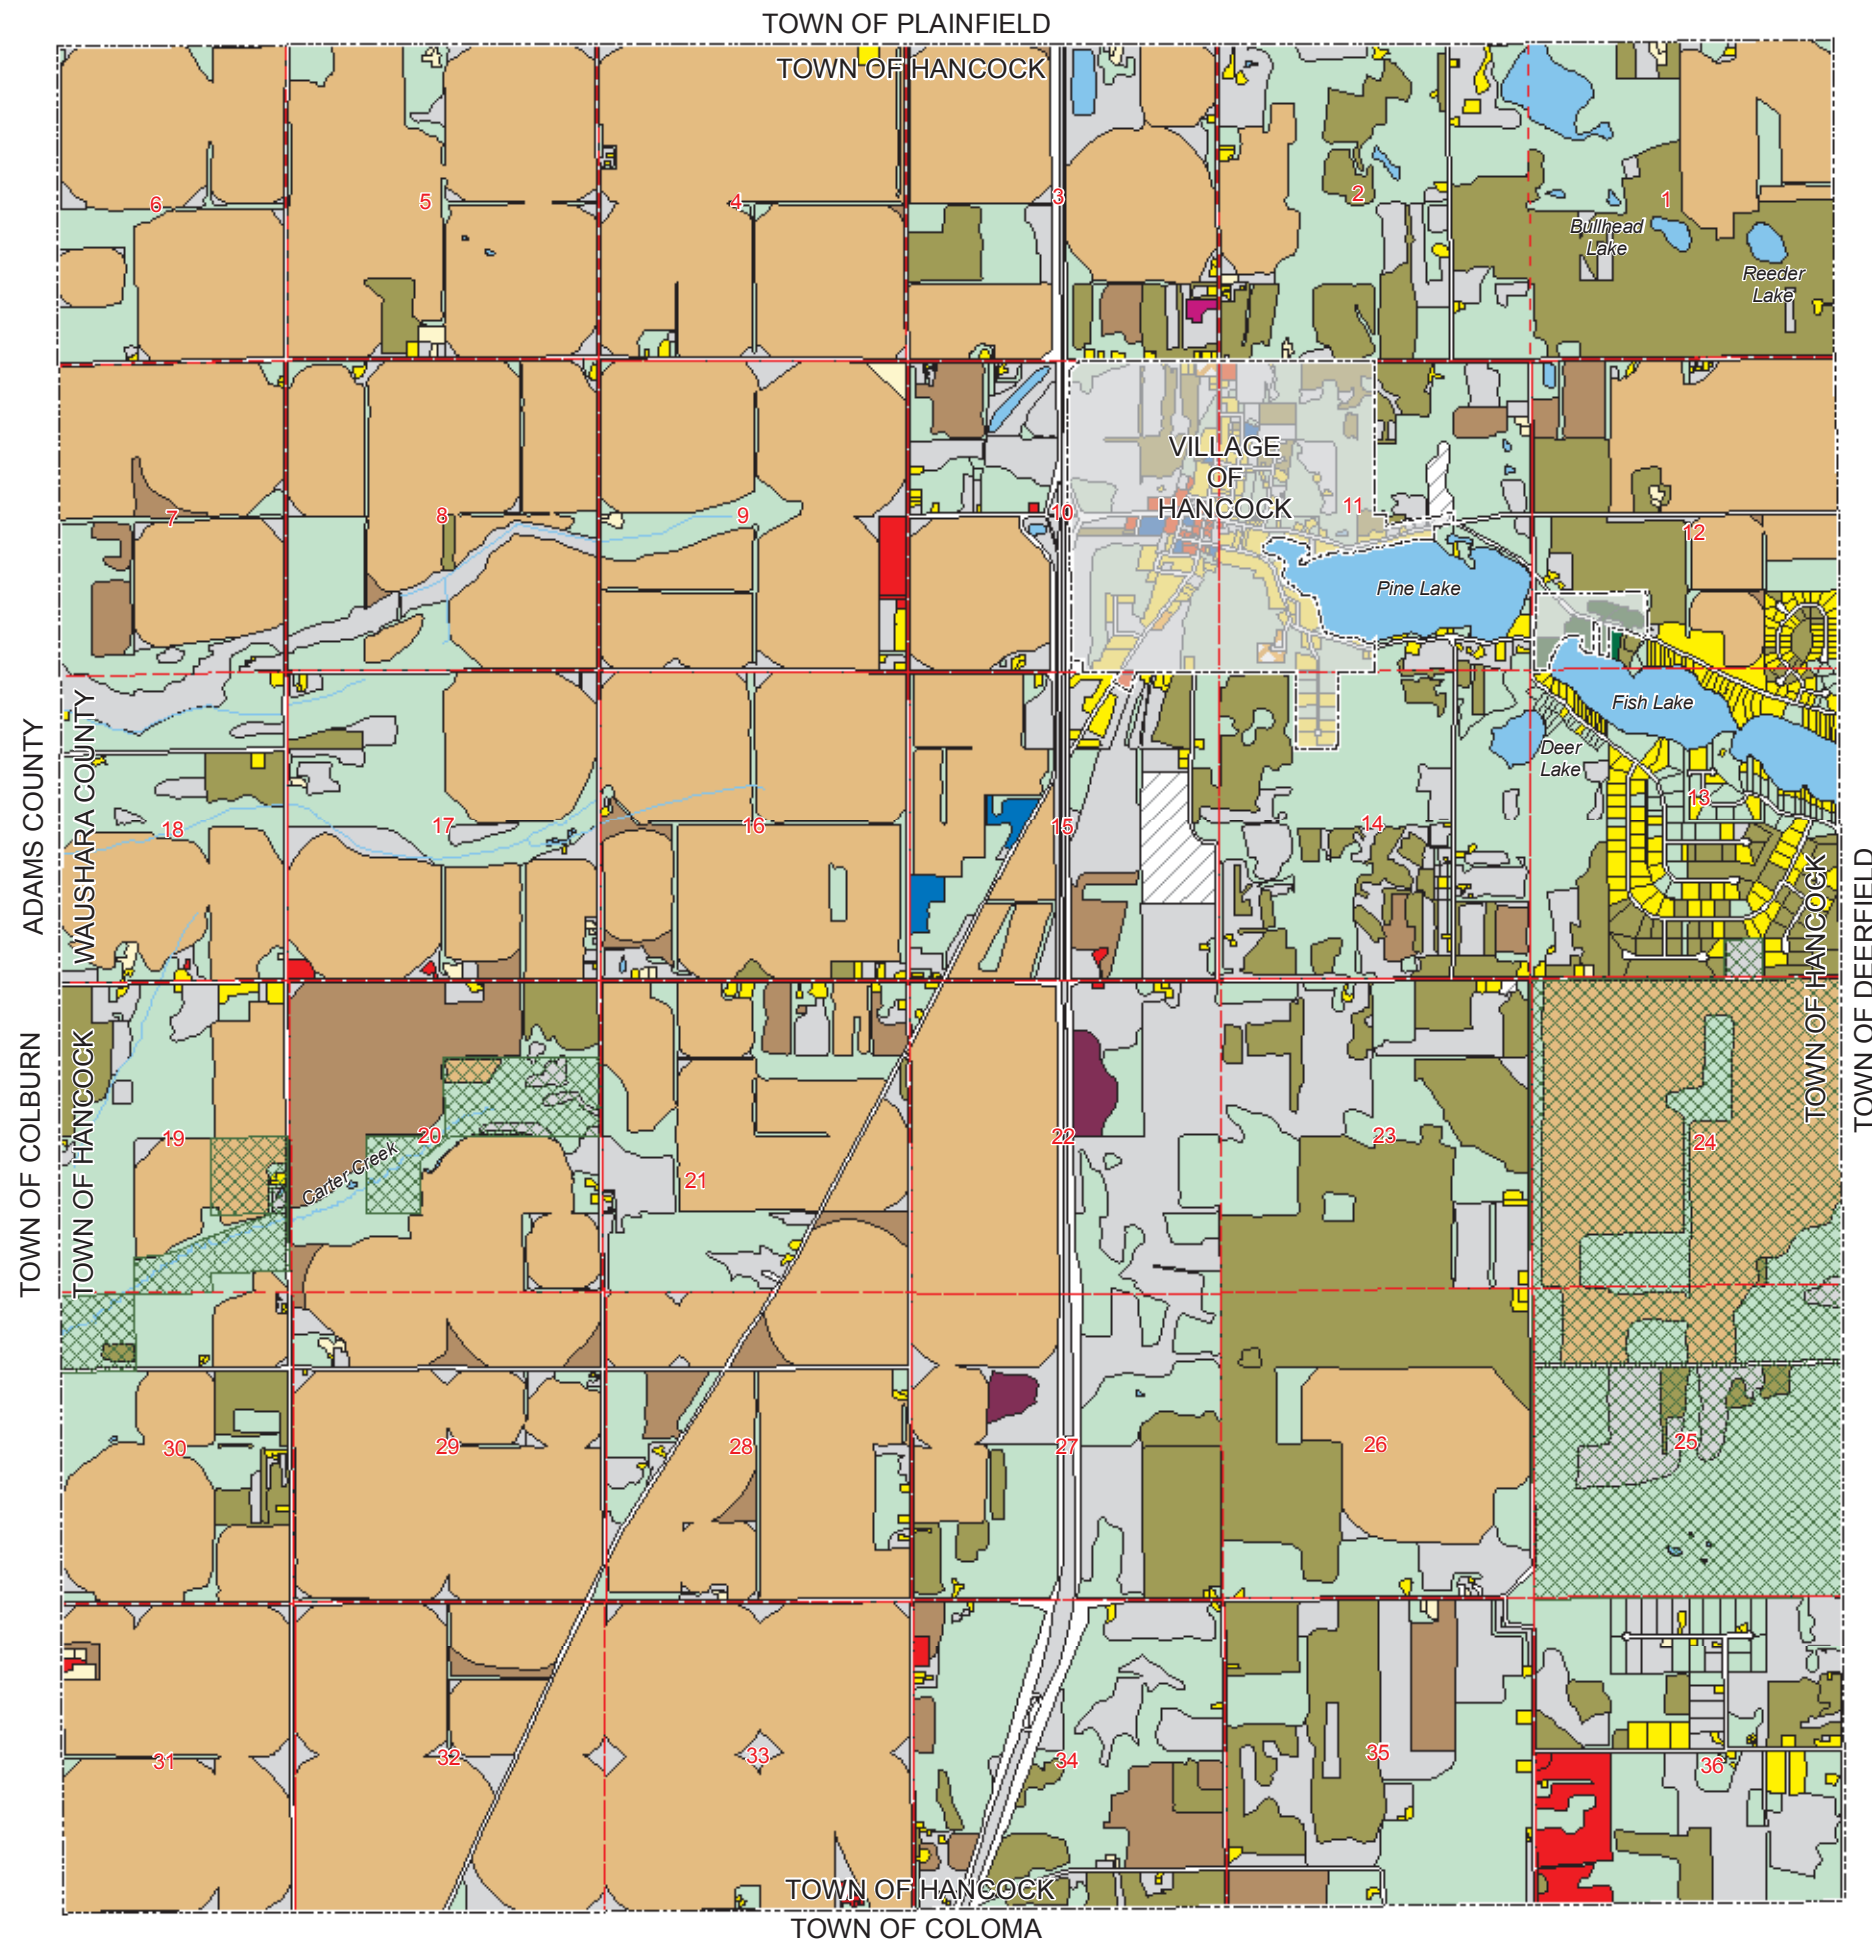 TOWN OF PLAINFIELD
TOWN OF HANCOCK
6
5
4
3
2
1
Bullhead
Lake
Reeder
Lake
7
8
9
10
VILLAGE
OF
HANCOCK
11
12
Pine Lake
Fish Lake
Deer
Lake
18
17
16
15
14
13
ADAMS COUNTY
WAUSHARA COUNTY
TOWN OF HANCOCK
TOWN OF DEERFIELD
TOWN OF COLBURN
TOWN OF HANCOCK
19
20
Carter Creek
21
22
23
24
30
29
28
27
26
25
31
32
33
34
35
36
TOWN OF HANCOCK
TOWN OF COLOMA